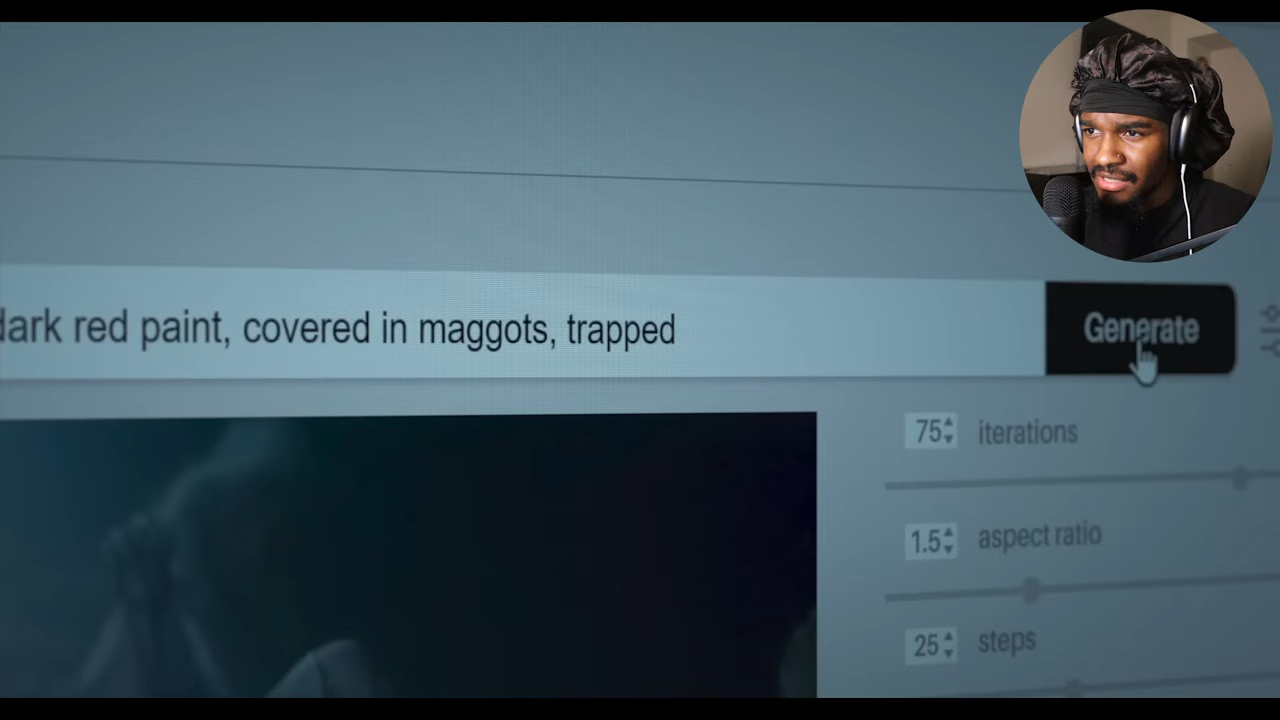 dark red paint, covered in maggots, trapped
Generate
75 iterations
1.5 aspect ratio
25 steps